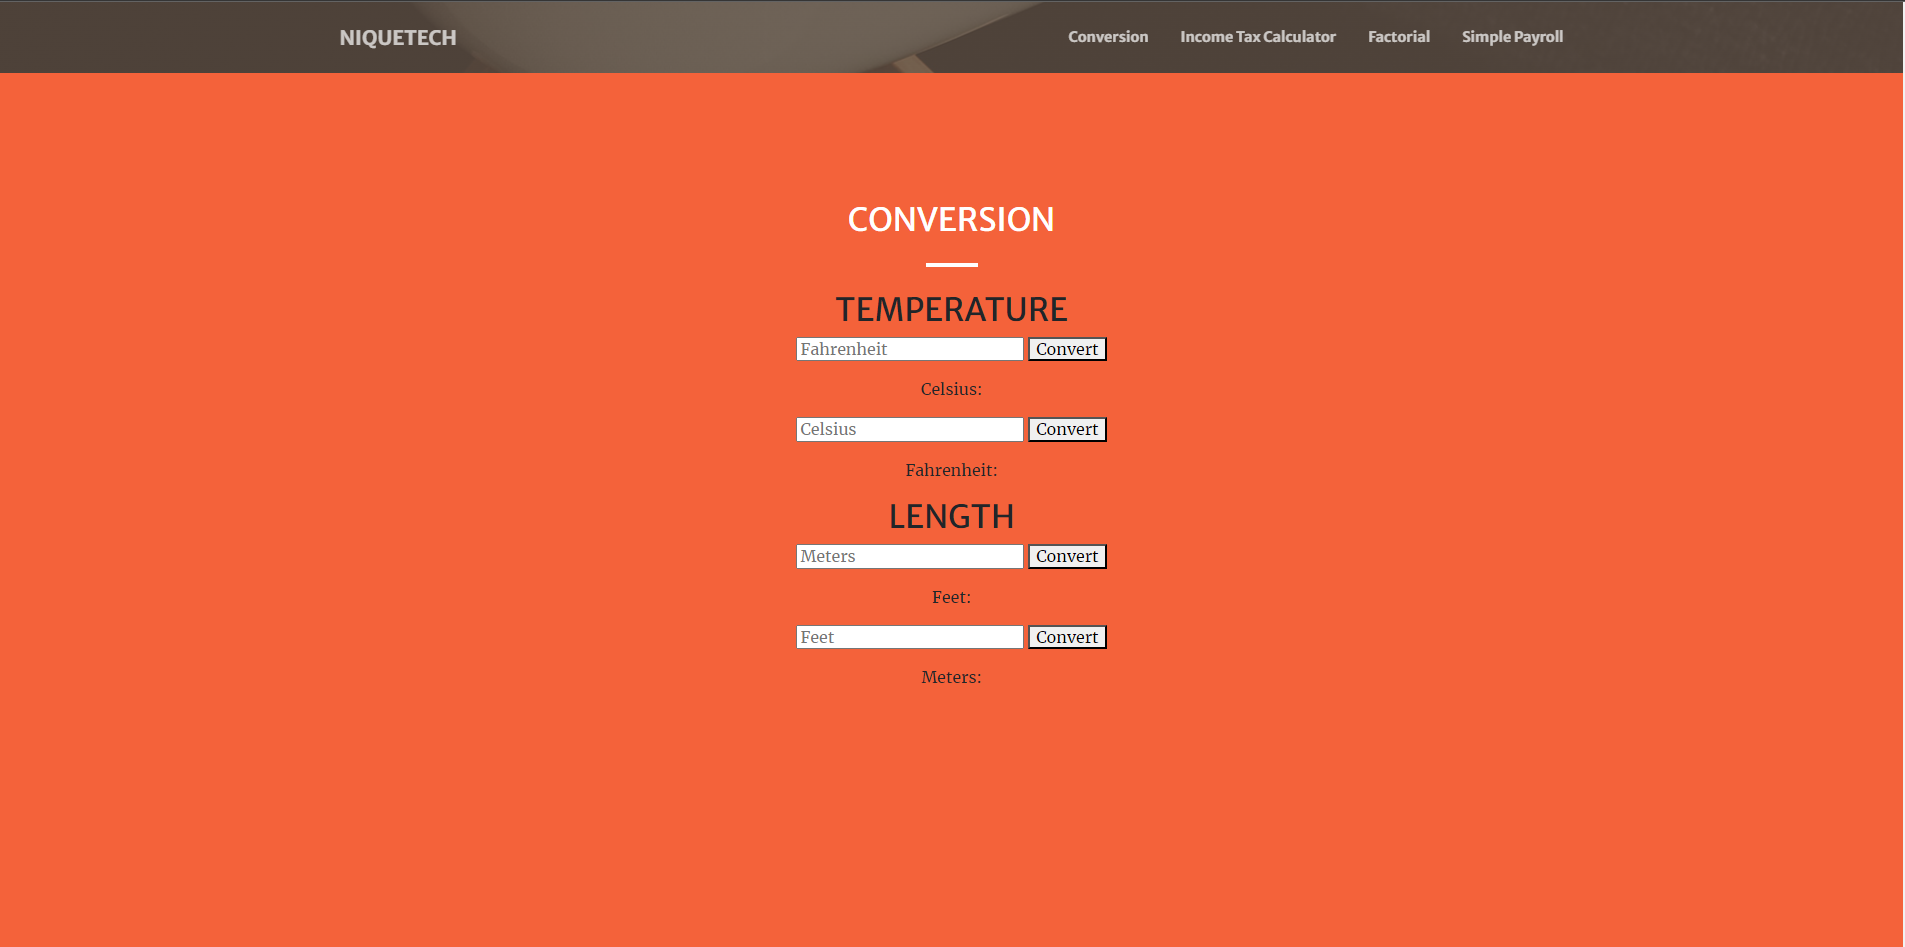 NIQUETECH Conversion Income Tax Calculator Factorial Simple Payroll
CONVERSION
TEMPERATURE
Fahrenheit Convert
Celsius:
Celsius Convert
Fahrenheit:
LENGTH
Meters Convert
Feet:
Feet Convert
Meters: